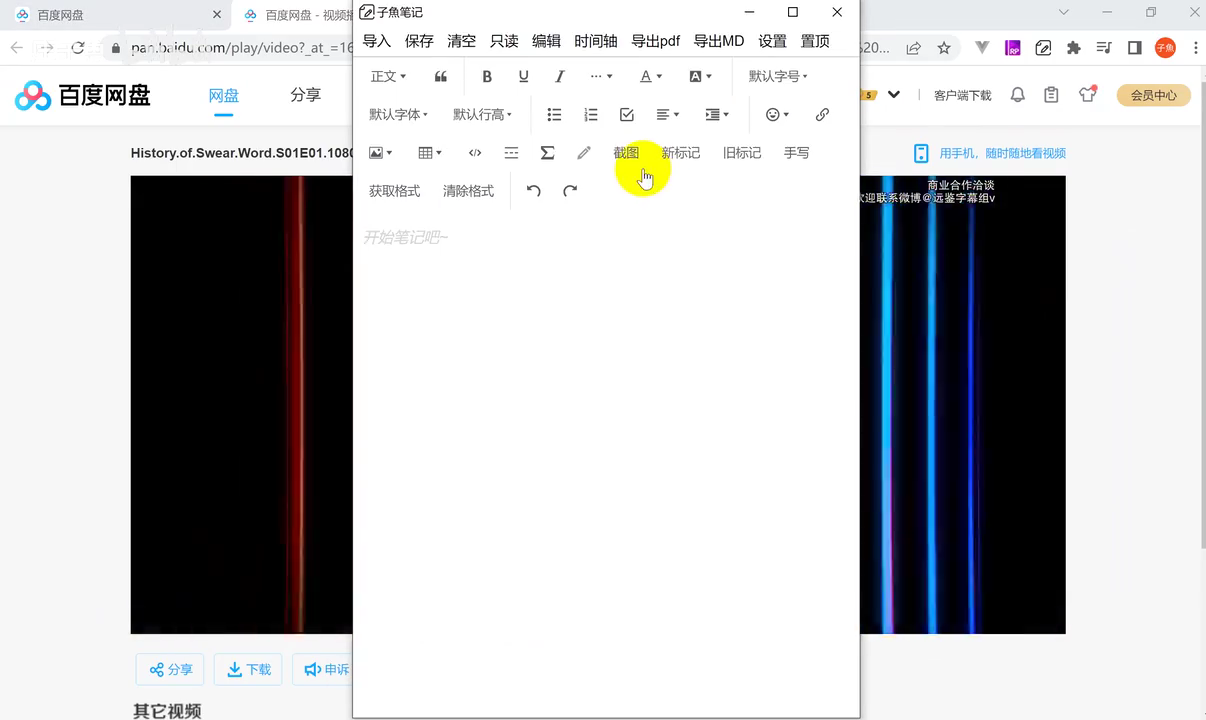 百度网盘
百度网盘 - 视频播
子魚笔记
导入 保存 清空 只读 编辑 时间轴 导出pdf 导出MD 设置 置顶
pan.baidu.com/play/video?_at_=16
20...
子魚
正文 B U I ... A A 默认字号
百度网盘 网盘 分享
5 客户端下载 会员中心
默认字体 默认行高
History.of.Swear.Word.S01E01.1080
截图 新标记 旧标记 手写
用手机，随时随地看视频
获取格式 清除格式
商业合作洽谈
欢迎联系微博@远鉴字幕组v
开始笔记吧~
分享 下载 申诉
其它视频